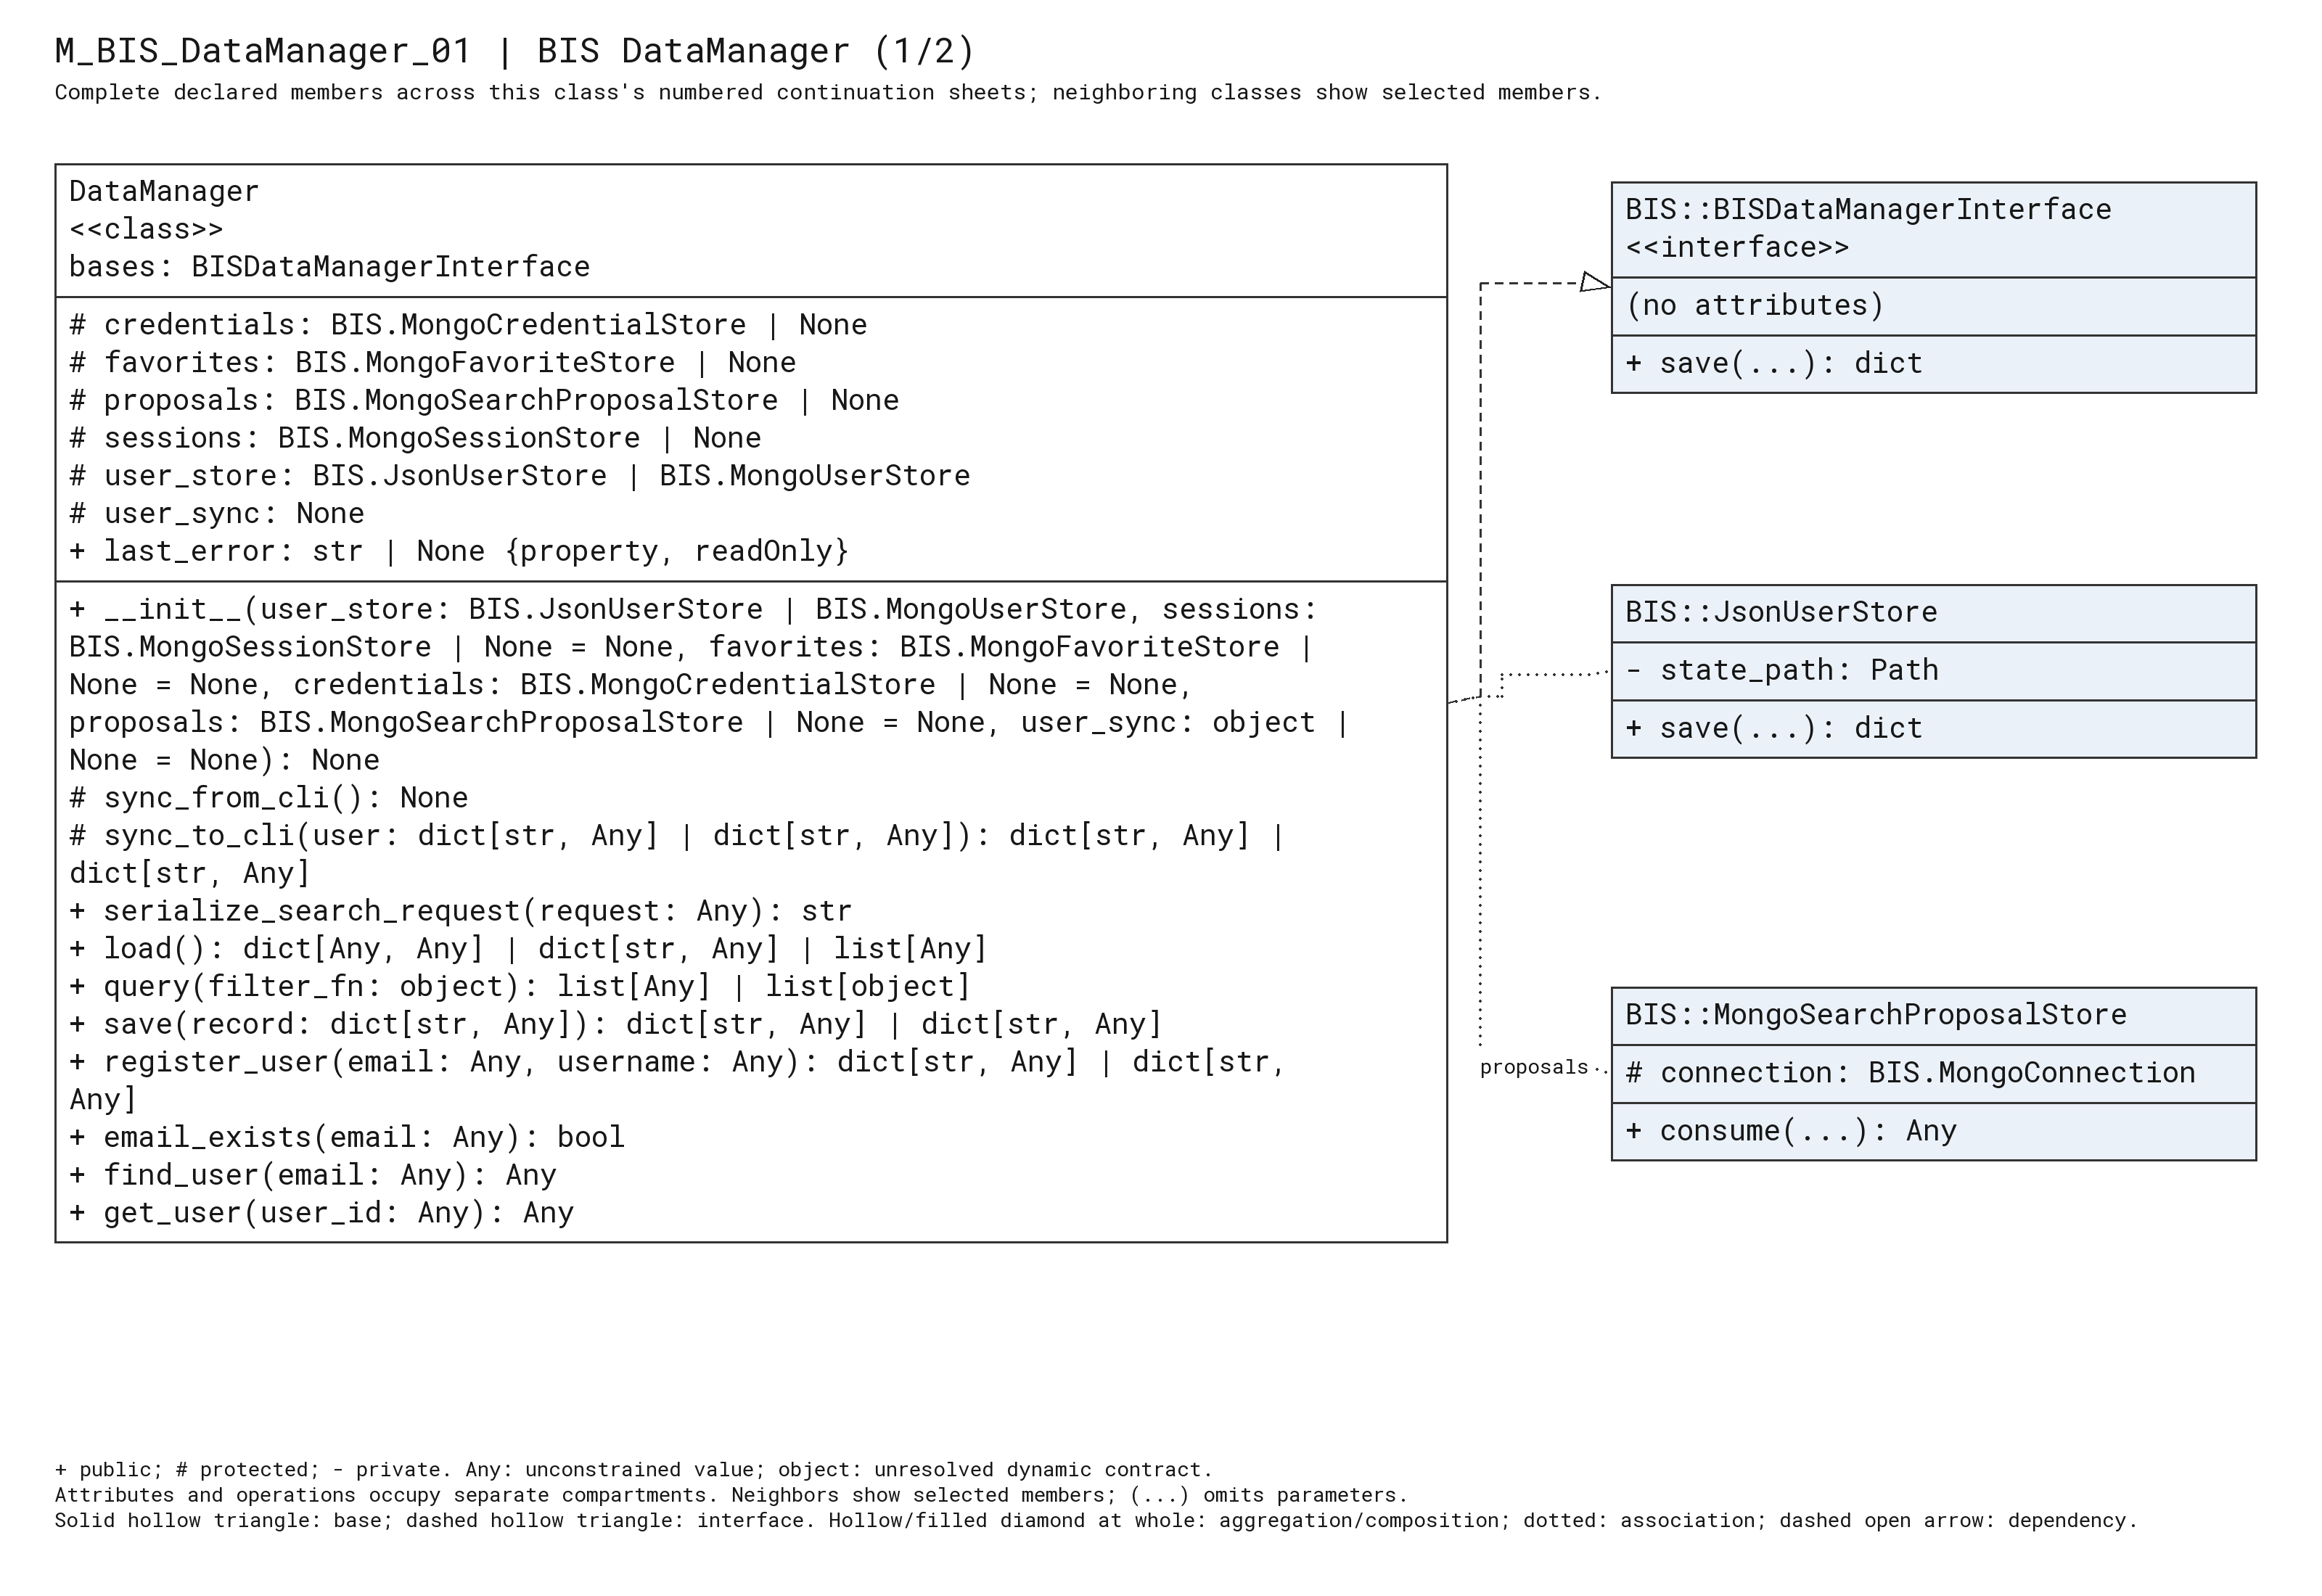 M_BIS_DataManager_01 | BIS DataManager (1/2)
Complete declared members across this class's numbered continuation sheets; neighboring classes show selected members.
DataManager
<<class>>
bases: BISDataManagerInterface
# credentials: BIS.MongoCredentialStore | None
# favorites: BIS.MongoFavoriteStore | None
# proposals: BIS.MongoSearchProposalStore | None
# sessions: BIS.MongoSessionStore | None
# user_store: BIS.JsonUserStore | BIS.MongoUserStore
# user_sync: None
+ last_error: str | None {property, readOnly}
+ __init__(user_store: BIS.JsonUserStore | BIS.MongoUserStore, sessions:
BIS.MongoSessionStore | None = None, favorites: BIS.MongoFavoriteStore |
None = None, credentials: BIS.MongoCredentialStore | None = None,
proposals: BIS.MongoSearchProposalStore | None = None, user_sync: object |
None = None): None
# sync_from_cli(): None
# sync_to_cli(user: dict[str, Any] | dict[str, Any]): dict[str, Any] |
dict[str, Any]
+ serialize_search_request(request: Any): str
+ load(): dict[Any, Any] | dict[str, Any] | list[Any]
+ query(filter_fn: object): list[Any] | list[object]
+ save(record: dict[str, Any]): dict[str, Any] | dict[str, Any]
+ register_user(email: Any, username: Any): dict[str, Any] | dict[str,
Any]
+ email_exists(email: Any): bool
+ find_user(email: Any): Any
+ get_user(user_id: Any): Any
BIS::BISDataManagerInterface
<<interface>>
(no attributes)
+ save(...): dict
BIS::JsonUserStore
- state_path: Path
+ save(...): dict
proposals
BIS::MongoSearchProposalStore
# connection: BIS.MongoConnection
+ consume(...): Any
+ public; # protected; - private. Any: unconstrained value; object: unresolved dynamic contract.
Attributes and operations occupy separate compartments. Neighbors show selected members; (...) omits parameters.
Solid hollow triangle: base; dashed hollow triangle: interface. Hollow/filled diamond at whole: aggregation/composition; dotted: association; dashed open arrow: dependency.